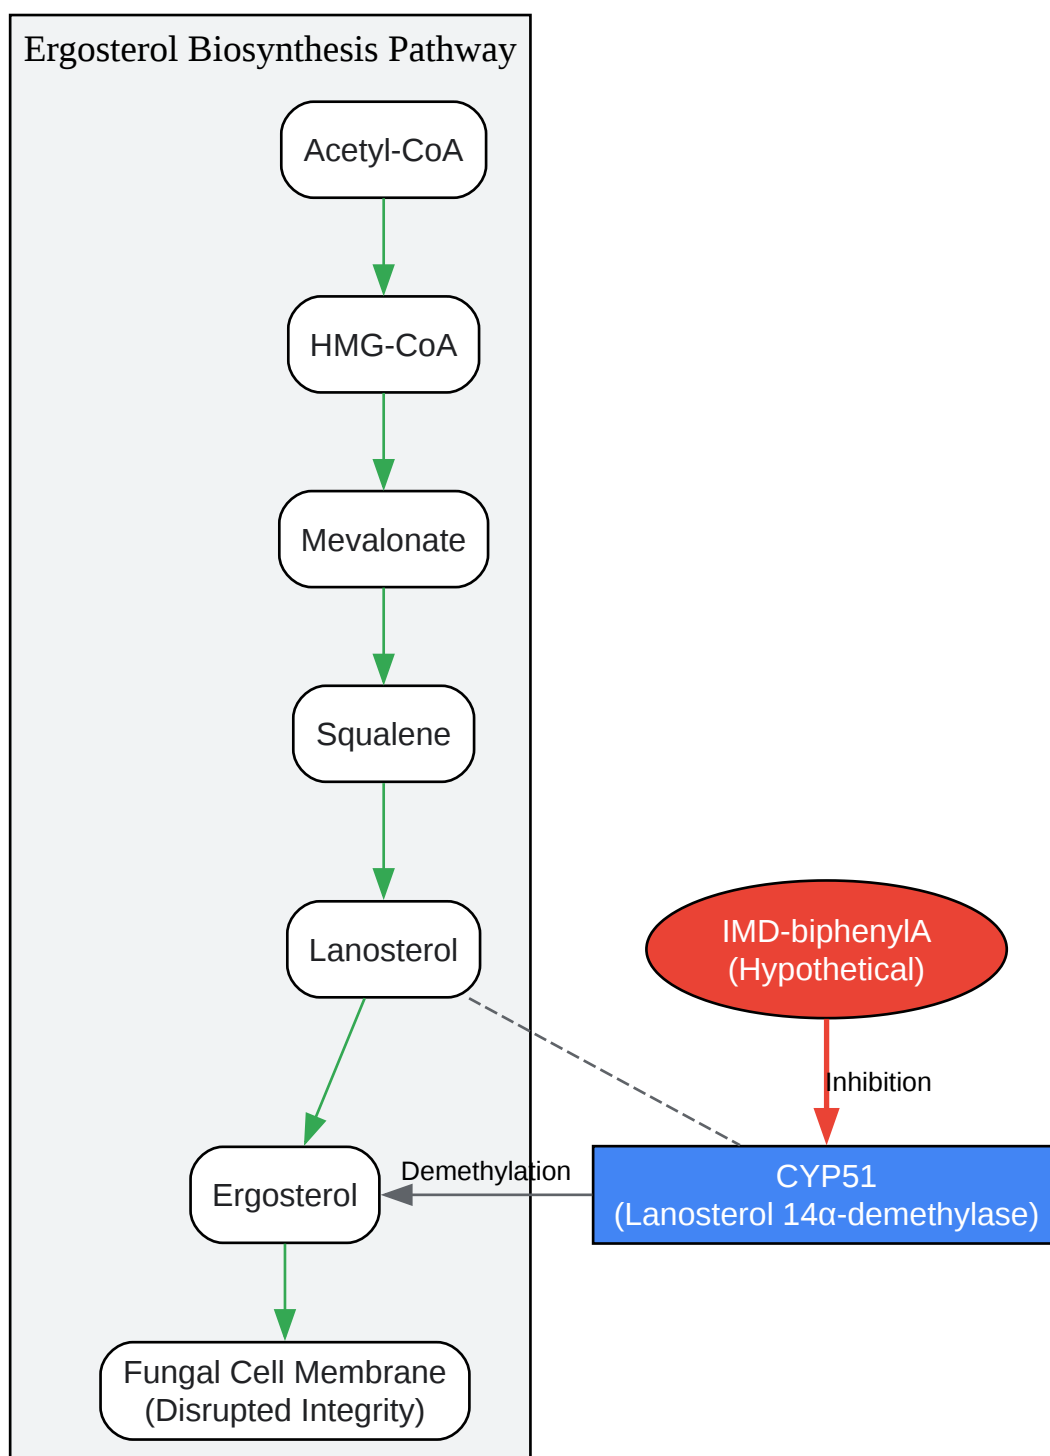 Ergosterol Biosynthesis Pathway
Acetyl-CoA
HMG-CoA
Mevalonate
Squalene
Lanosterol
IMD-biphenylA
(Hypothetical)
Inhibition
Demethylation
CYP51
(Lanosterol 14α-demethylase)
Ergosterol
Fungal Cell Membrane
(Disrupted Integrity)